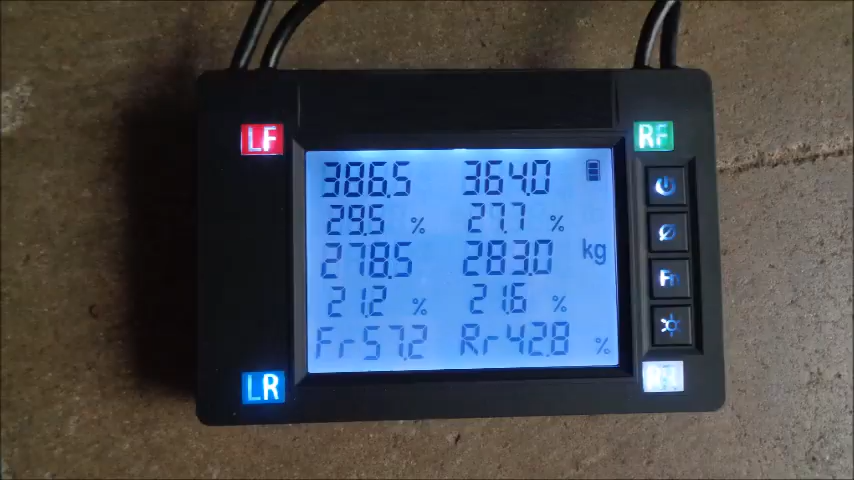 LF RF
386.5 364.0
29.5 % 27.7 %
278.5 283.0 kg
21.2 % 21.6 %
Fr 57.2 Rr 42.8 %
Fn
LR